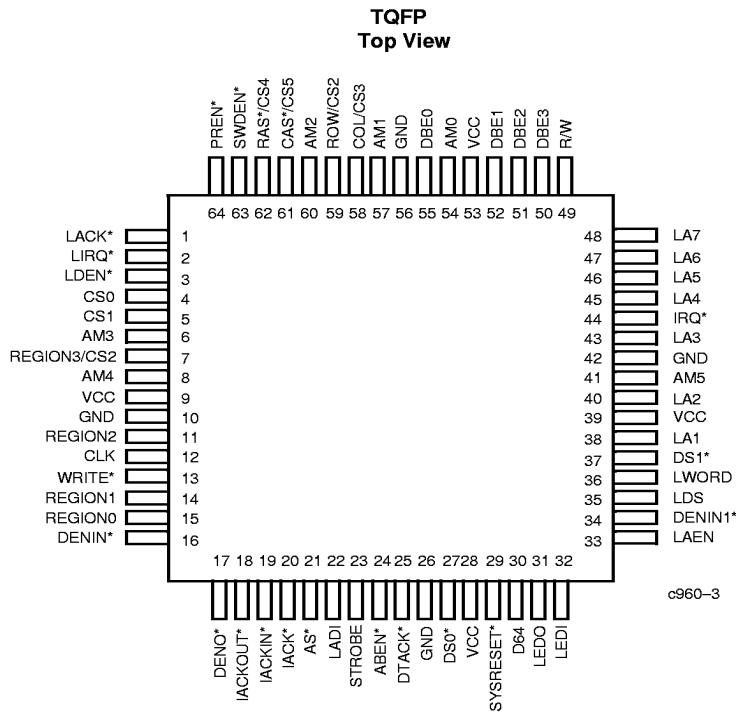 TQFP
Top View
PREN*
SWDEN*
RAS*/CS4
CAS*/CS5
AM2
ROW/CS2
COL/CS3
AM1
GND
DBE0
AM0
VCC
DBE1
DBE2
DBE3
R/W
64 63 62 61 60 59 58 57 56 55 54 53 52 51 50 49
LACK* 1
LIRQ* 2
LDEN* 3
CS0 4
CS1 5
AM3 6
REGION3/CS2 7
AM4 8
VCC 9
GND 10
REGION2 11
CLK 12
WRITE* 13
REGION1 14
REGION0 15
DENIN* 16
48 LA7
47 LA6
46 LA5
45 LA4
44 IRQ*
43 LA3
42 GND
41 AM5
40 LA2
39 VCC
38 LA1
37 DS1*
36 LWORD
35 LDS
34 DENIN1*
33 LAEN
17 18 19 20 21 22 23 24 25 26 27 28 29 30 31 32
DENO*
IACKOUT*
IACKIN*
IACK*
AS*
LADI
STROBE
ABEN*
DTACK*
GND
DS0*
VCC
SYSRESET*
D64
LEDO
LEDI
c960–3